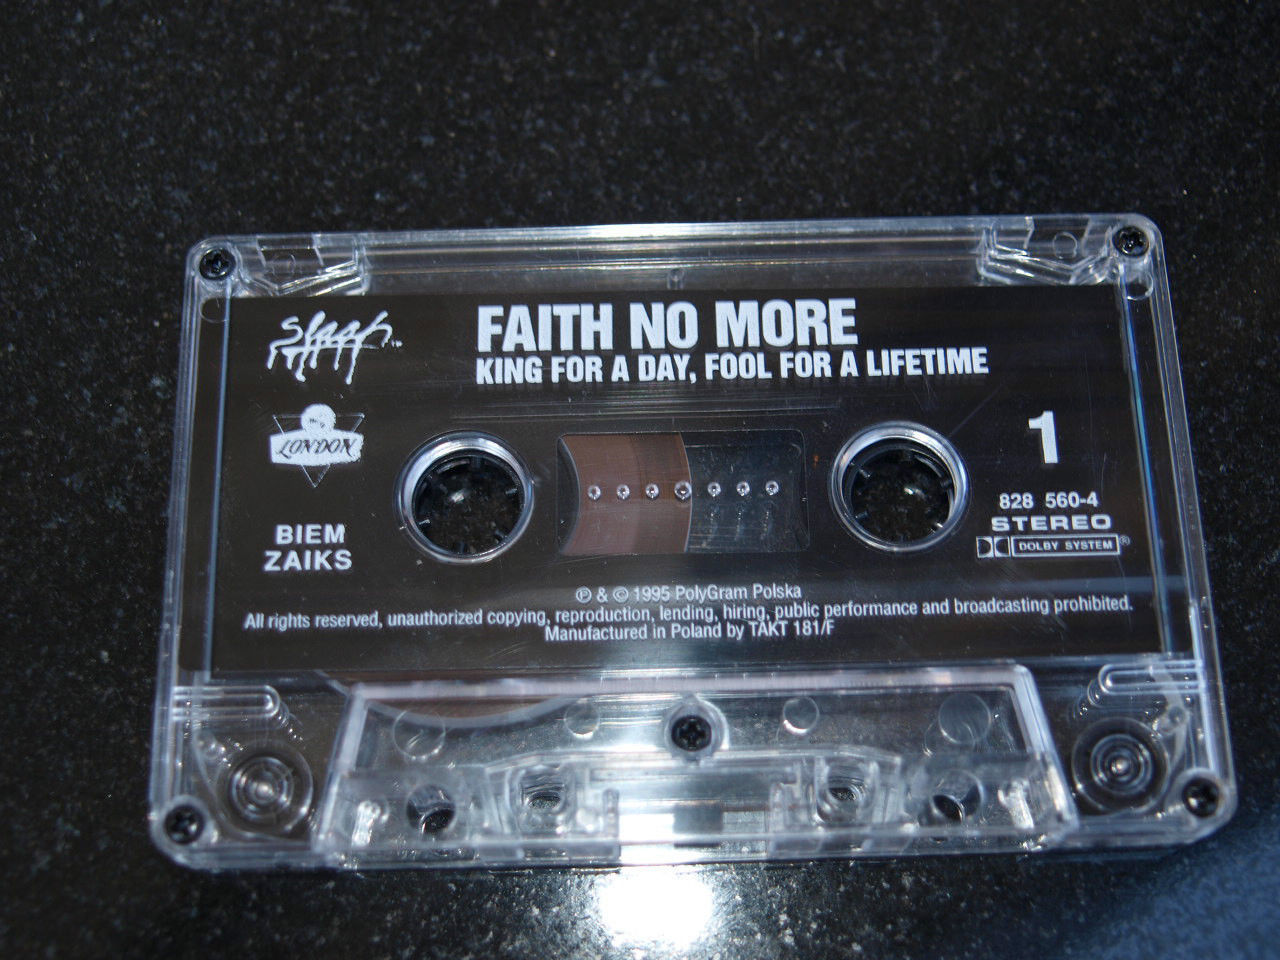 slash™
FAITH NO MORE
KING FOR A DAY, FOOL FOR A LIFETIME
LONDON
1
BIEM
ZAIKS
828 560-4
STEREO
DOLBY SYSTEM®
℗ & © 1995 PolyGram Polska
All rights reserved, unauthorized copying, reproduction, lending, hiring, public performance and broadcasting prohibited.
Manufactured in Poland by TAKT 181/F